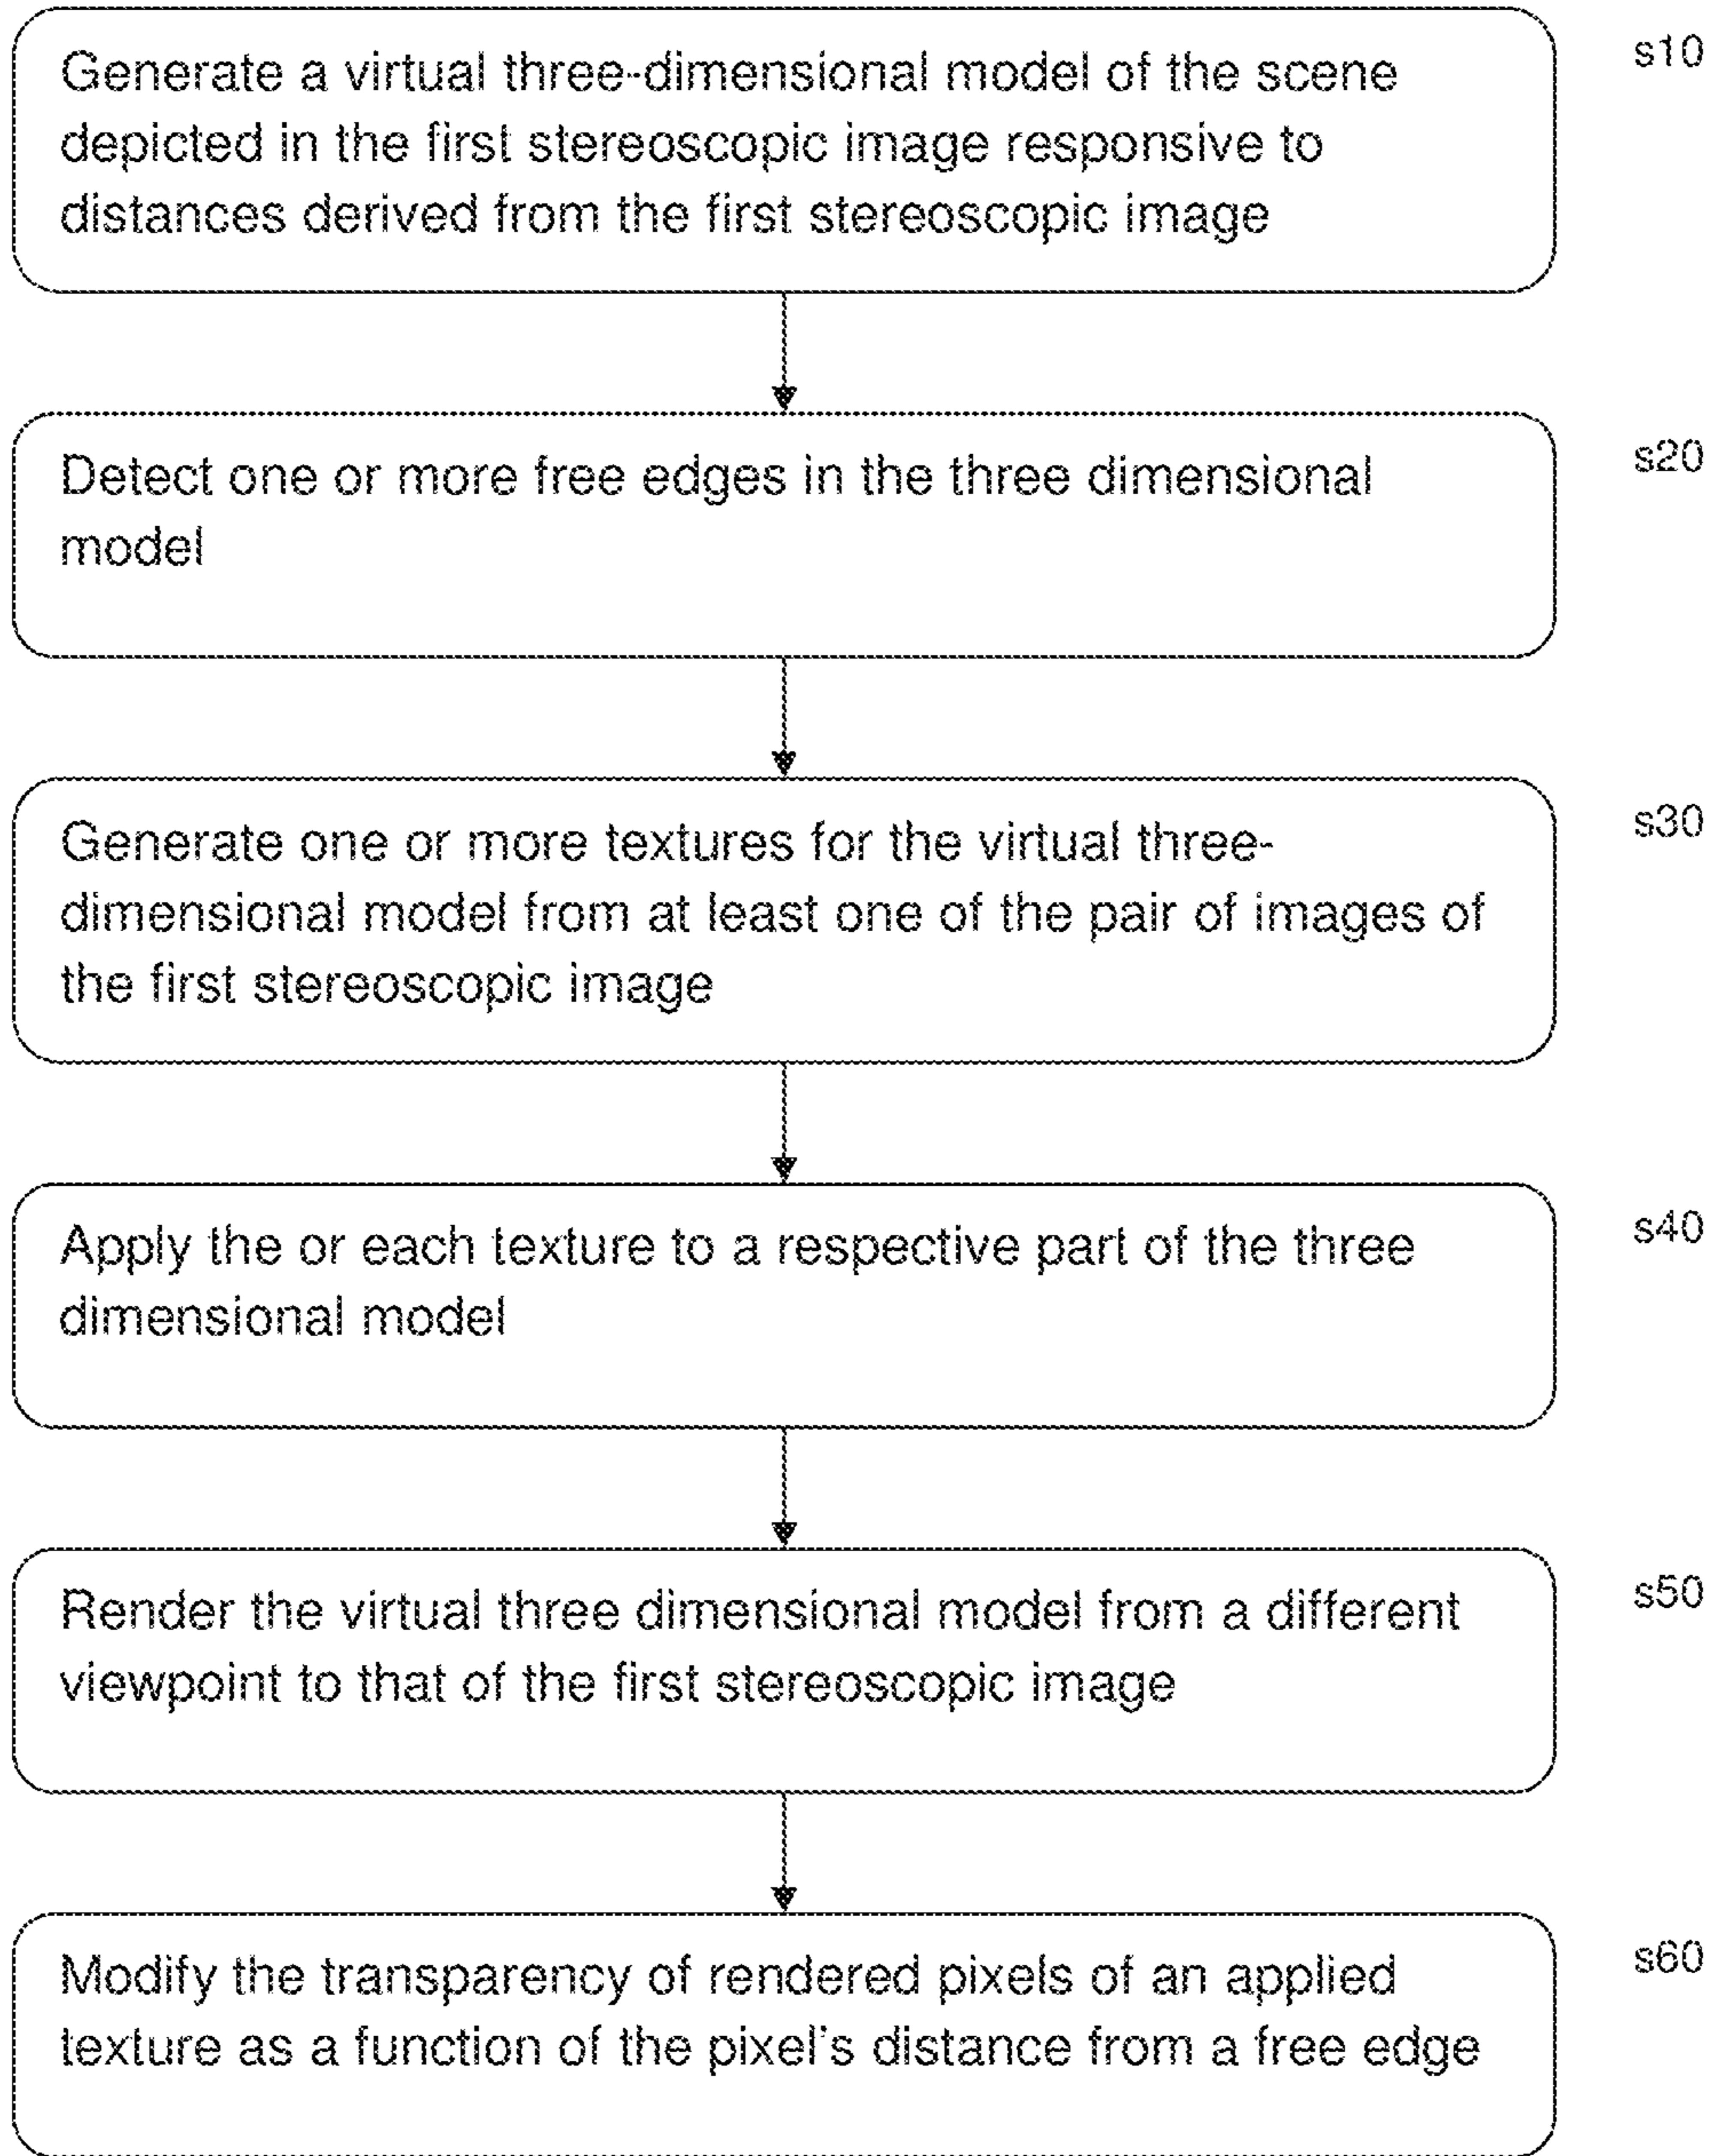 Generate a virtual three-dimensional model of the scene
depicted in the first stereoscopic image responsive to
distances derived from the first stereoscopic image
s10
Detect one or more free edges in the three dimensional
model
s20
Generate one or more textures for the virtual three-
dimensional model from at least one of the pair of images of
the first stereoscopic image
s30
Apply the or each texture to a respective part of the three
dimensional model
s40
Render the virtual three dimensional model from a different
viewpoint to that of the first stereoscopic image
s50
Modify the transparency of rendered pixels of an applied
texture as a function of the pixel's distance from a free edge
s60